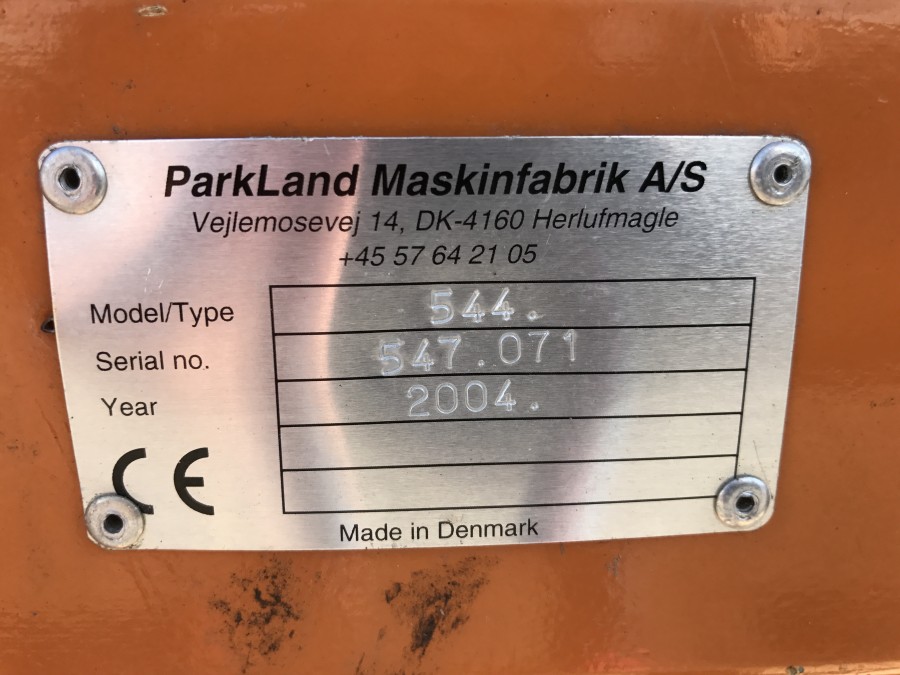 ParkLand Maskinfabrik A/S
Vejlemosevej 14, DK-4160 Herlufmagle
+45 57 64 21 05
Model/Type 544.
Serial no. 547.071
Year 2004.
CE
Made in Denmark